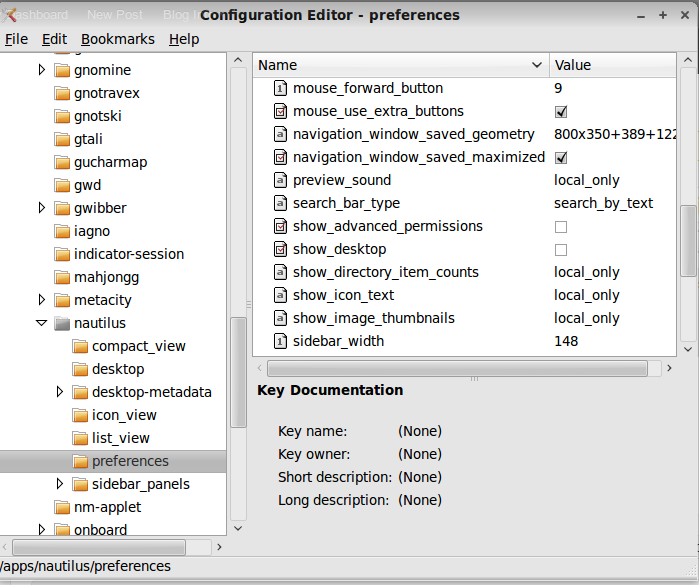 Dashboard New Post Blog Configuration Editor - preferences
File Edit Bookmarks Help
gnomine
gnotravex
gnotski
gtali
gucharmap
gwd
gwibber
iagno
indicator-session
mahjongg
metacity
nautilus
compact_view
desktop
desktop-metadata
icon_view
list_view
preferences
sidebar_panels
nm-applet
onboard
Name Value
mouse_forward_button 9
mouse_use_extra_buttons
navigation_window_saved_geometry 800x350+389+122
navigation_window_saved_maximized
preview_sound local_only
search_bar_type search_by_text
show_advanced_permissions
show_desktop
show_directory_item_counts local_only
show_icon_text local_only
show_image_thumbnails local_only
sidebar_width 148
Key Documentation
Key name: (None)
Key owner: (None)
Short description: (None)
Long description: (None)
/apps/nautilus/preferences